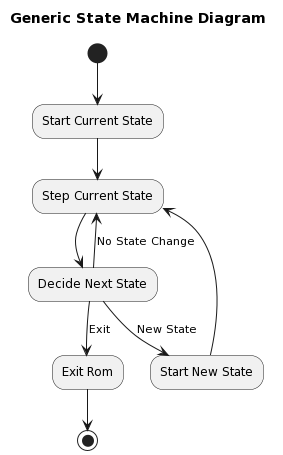 Generic State Machine Diagram
Start Current State
Step Current State
No State Change
Decide Next State
Exit
New State
Exit Rom
Start New State